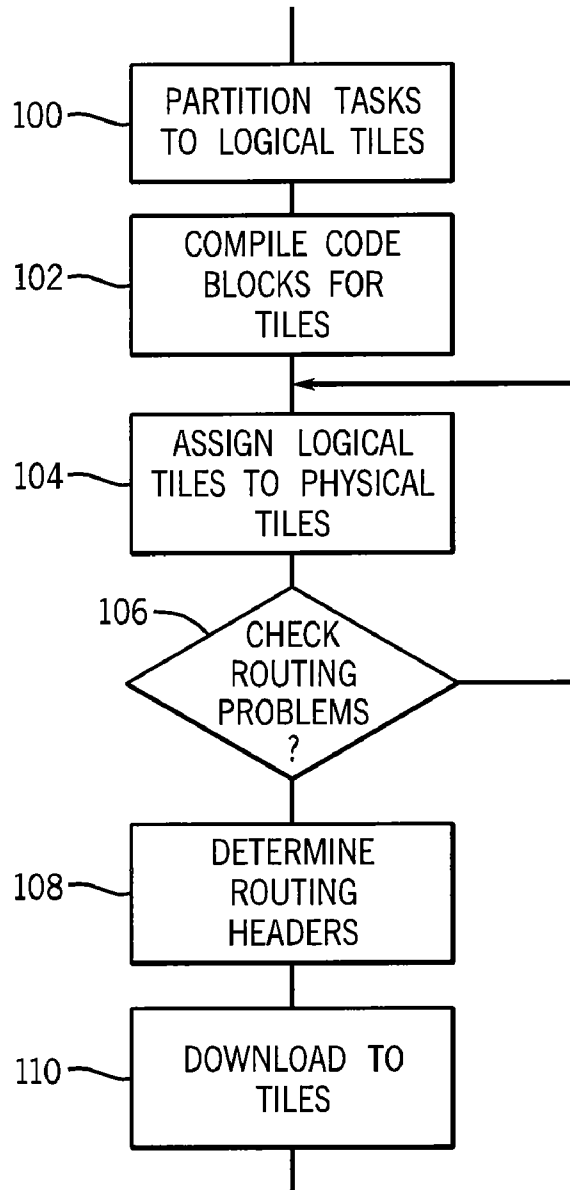 100
PARTITION TASKS
TO LOGICAL TILES
102
COMPILE CODE
BLOCKS FOR
TILES
104
ASSIGN LOGICAL
TILES TO PHYSICAL
TILES
106
CHECK
ROUTING
PROBLEMS
?
108
DETERMINE
ROUTING
HEADERS
110
DOWNLOAD TO
TILES